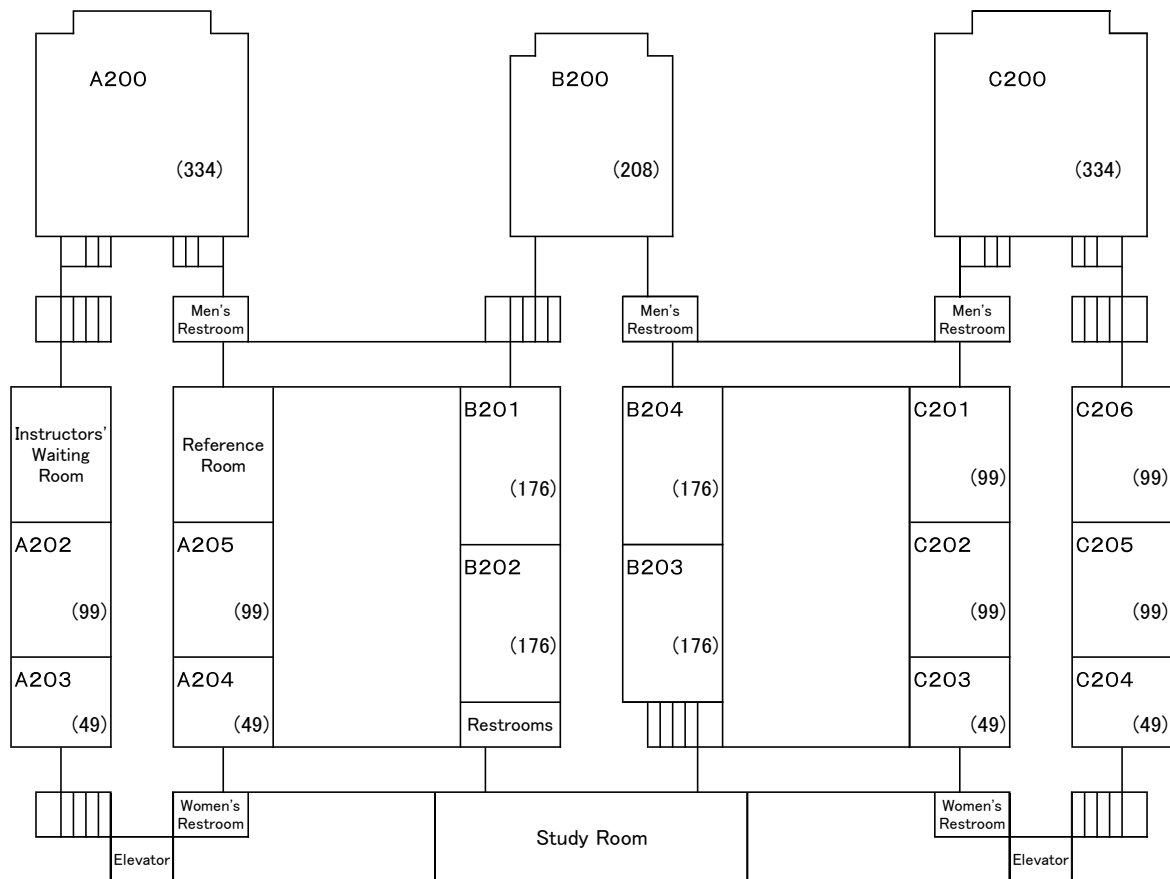 A200
(334)
B200
(208)
C200
(334)
Men's
Restroom
Men's
Restroom
Men's
Restroom
Instructors'
Waiting
Room
Reference
Room
B201
(176)
B204
(176)
C201
(99)
C206
(99)
A202
(99)
A205
(99)
B202
(176)
B203
(176)
C202
(99)
C205
(99)
A203
(49)
A204
(49)
Restrooms
C203
(49)
C204
(49)
Women's
Restroom
Study Room
Women's
Restroom
Elevator
Elevator